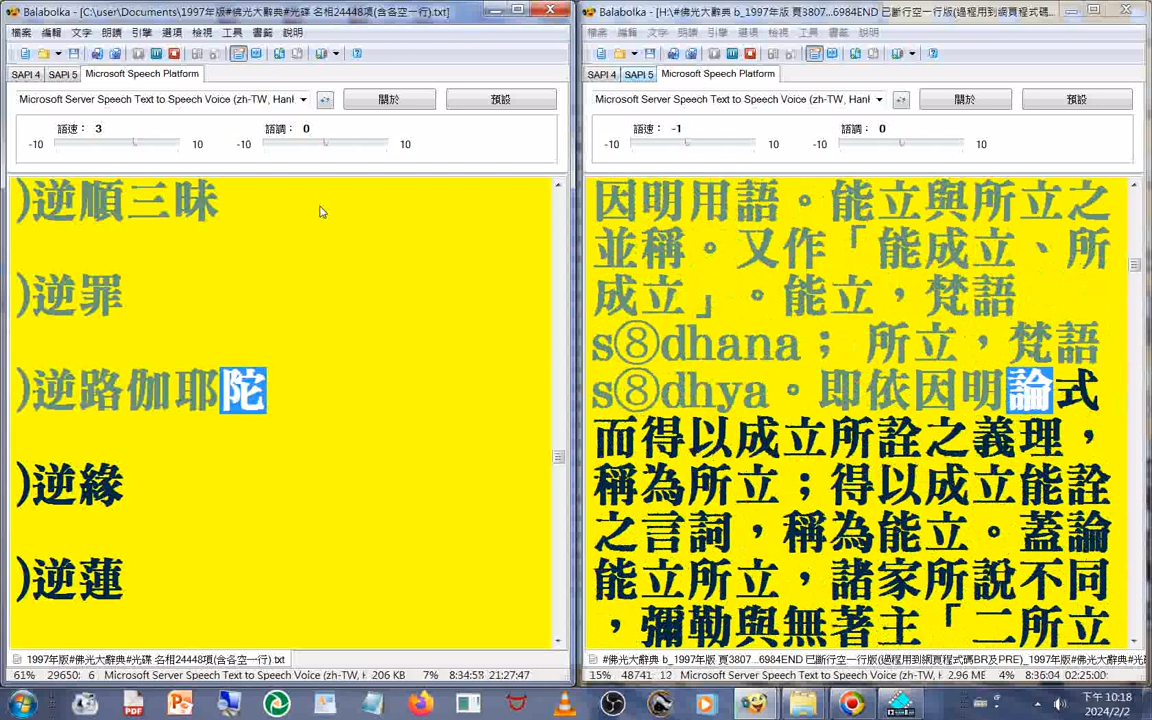 Balabolka - [C:\user\Documents\1997年版#佛光大辭典#光碟 名相24448項(含各空一行).txt]
檔案 編輯 文字 朗讀 引擎 選項 檢視 工具 書籤 說明
SAPI 4 SAPI 5 Microsoft Speech Platform
Microsoft Server Speech Text to Speech Voice (zh-TW, Hanl 關於 預設
語速： 3 語調： 0
-10 10 -10 10
)逆順三昧
)逆罪
)逆路伽耶陀
)逆緣
)逆蓮
1997年版#佛光大辭典#光碟 名相24448項(含各空一行).txt
61% 29650: 6 Microsoft Server Speech Text to Speech Voice (zh-TW, H 206 KB 7% 8:34:53 21:27:47
Balabolka - [H:\#佛光大辭典 b_1997年版 頁3807...6984END 已斷行空一行版(過程用到網頁程式碼
檔案 編輯 文字 朗讀 引擎 選項 檢視 工具 書籤 說明
SAPI 4 SAPI 5 Microsoft Speech Platform
Microsoft Server Speech Text to Speech Voice (zh-TW, Hanl 關於 預設
語速： -1 語調： 0
-10 10 -10 10
因明用語。能立與所立之
並稱。又作「能成立、所
成立」。能立，梵語
s⑧dhana； 所立，梵語
s⑧dhya。即依因明論式
而得以成立所詮之義理，
稱為所立；得以成立能詮
之言詞，稱為能立。蓋論
能立所立，諸家所說不同
，彌勒與無著主「二所立
#佛光大辭典 b_1997年版 頁3807...6984END 已斷行空一行版(過程用到網頁程式碼BR及PRE)_1997年版#佛光
15% 48741: 12 Microsoft Server Speech Text to Speech Voice (zh-TW, H 2.96 ME 4% 8:36:04 02:25:00
下午 10:18
2024/2/2